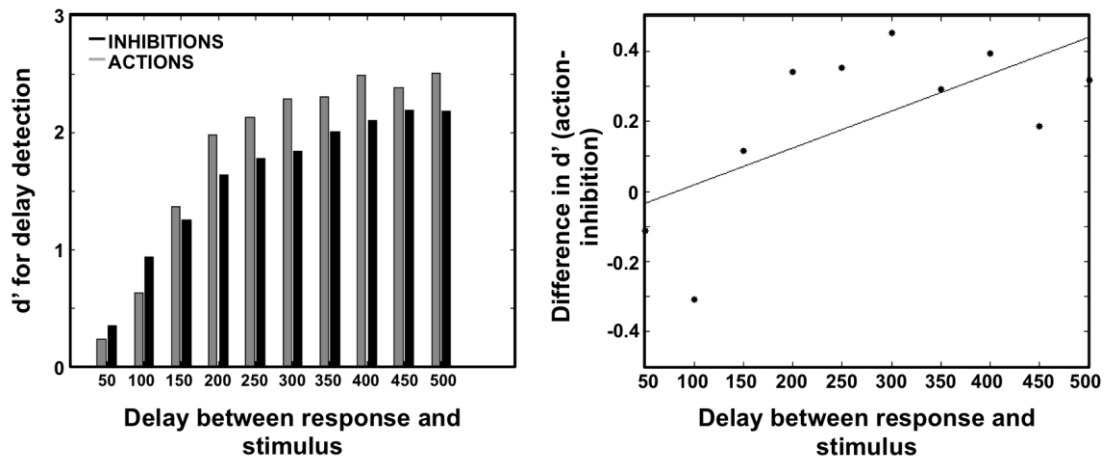 INHIBITIONS
ACTIONS
d’ for delay detection
3
2
1
0
50 100 150 200 250 300 350 400 450 500
Delay between response and
stimulus
Difference in d’ (action-
inhibition)
0.4
0.2
0
-0.2
-0.4
50 100 150 200 250 300 350 400 450 500
Delay between response and
stimulus